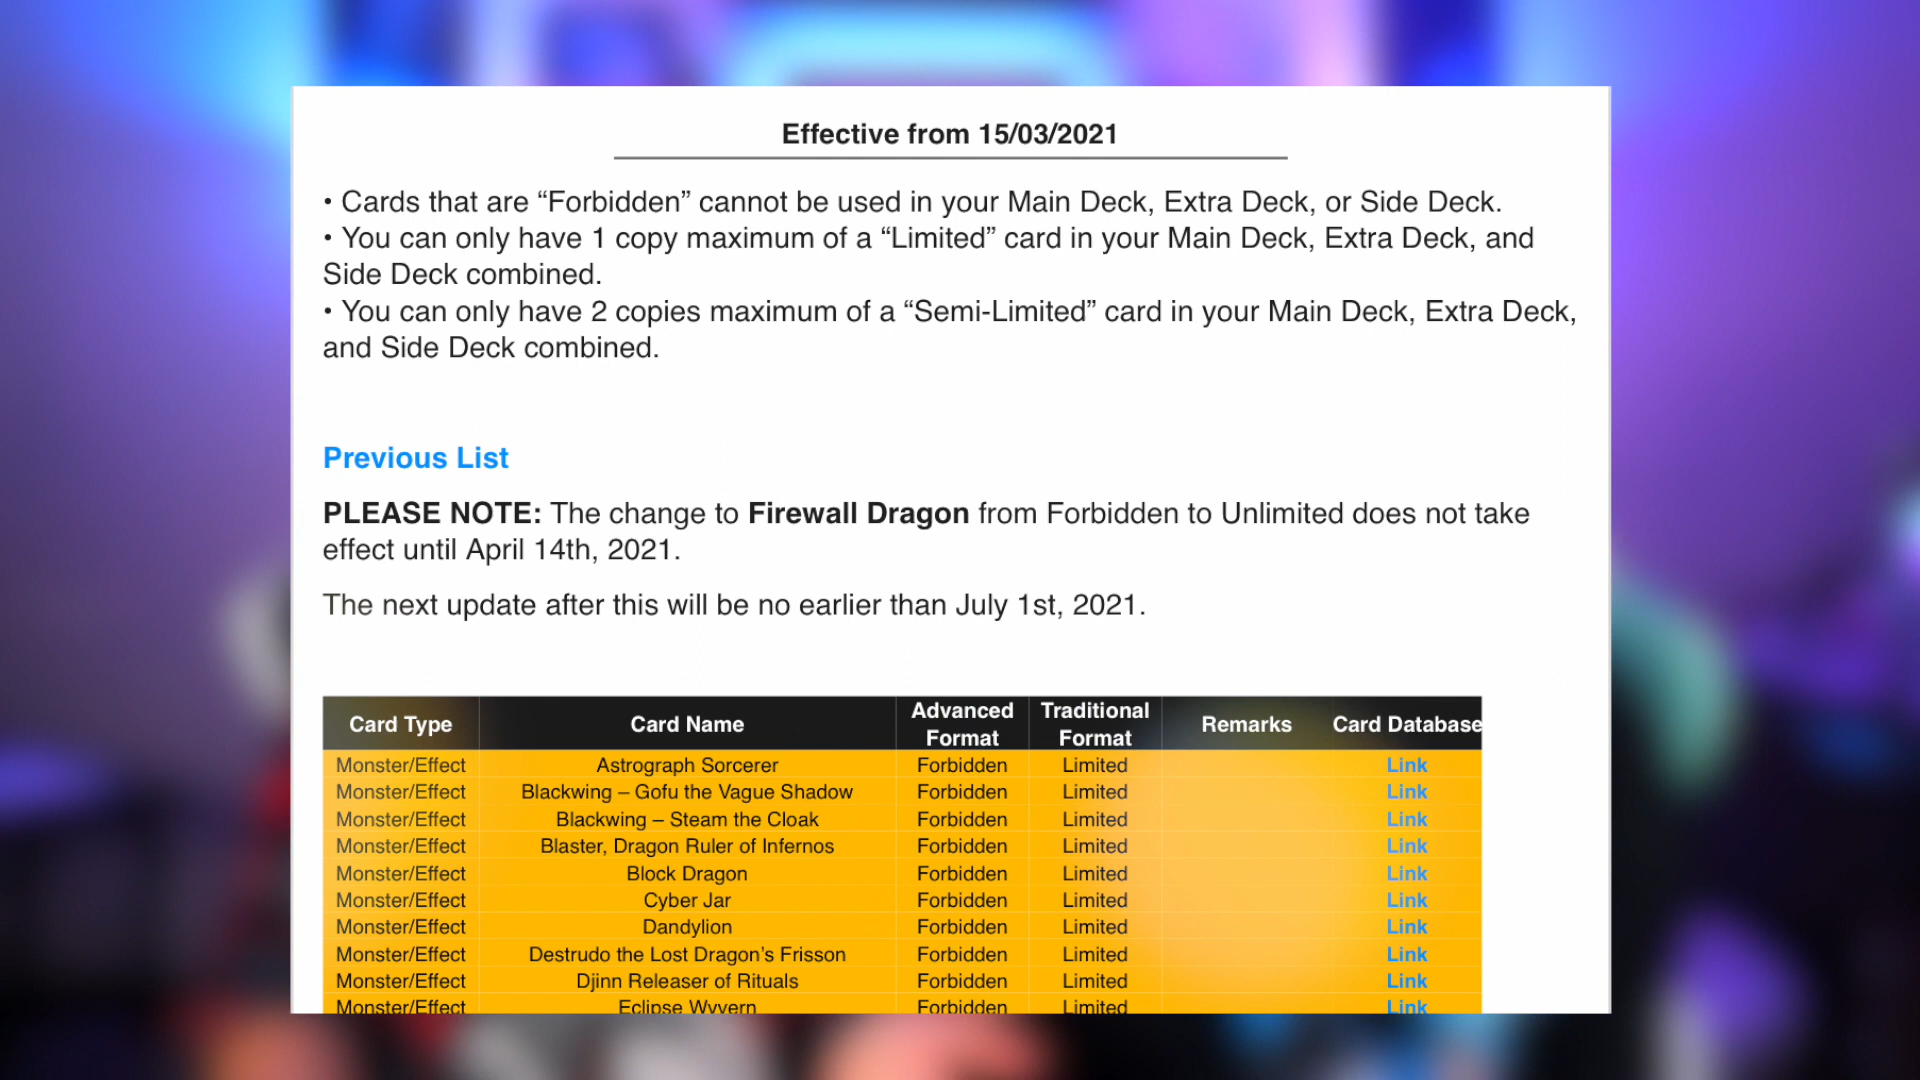 Effective from 15/03/2021
• Cards that are “Forbidden” cannot be used in your Main Deck, Extra Deck, or Side Deck.
• You can only have 1 copy maximum of a “Limited” card in your Main Deck, Extra Deck, and
Side Deck combined.
• You can only have 2 copies maximum of a “Semi-Limited” card in your Main Deck, Extra Deck,
and Side Deck combined.
Previous List
PLEASE NOTE: The change to Firewall Dragon from Forbidden to Unlimited does not take
effect until April 14th, 2021.
The next update after this will be no earlier than July 1st, 2021.
Card Type Card Name Advanced Format Traditional Format Remarks Card Database
Monster/Effect Astrograph Sorcerer Forbidden Limited Link
Monster/Effect Blackwing – Gofu the Vague Shadow Forbidden Limited Link
Monster/Effect Blackwing – Steam the Cloak Forbidden Limited Link
Monster/Effect Blaster, Dragon Ruler of Infernos Forbidden Limited Link
Monster/Effect Block Dragon Forbidden Limited Link
Monster/Effect Cyber Jar Forbidden Limited Link
Monster/Effect Dandylion Forbidden Limited Link
Monster/Effect Destrudo the Lost Dragon’s Frisson Forbidden Limited Link
Monster/Effect Djinn Releaser of Rituals Forbidden Limited Link
Monster/Effect Eclipse Wyvern Forbidden Limited Link